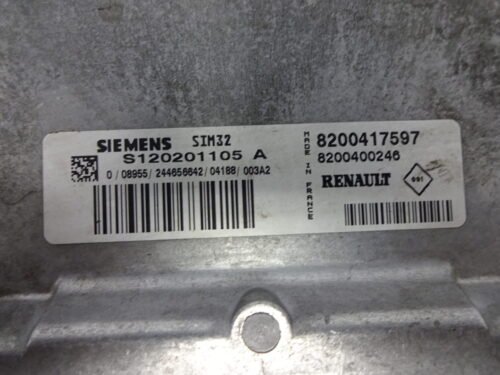 SIEMENS SIM32
S120201105 A
0 / 08955 / 244656642 / 04188 / 003A2
MADE IN FRANCE
8200417597
8200400246
RENAULT